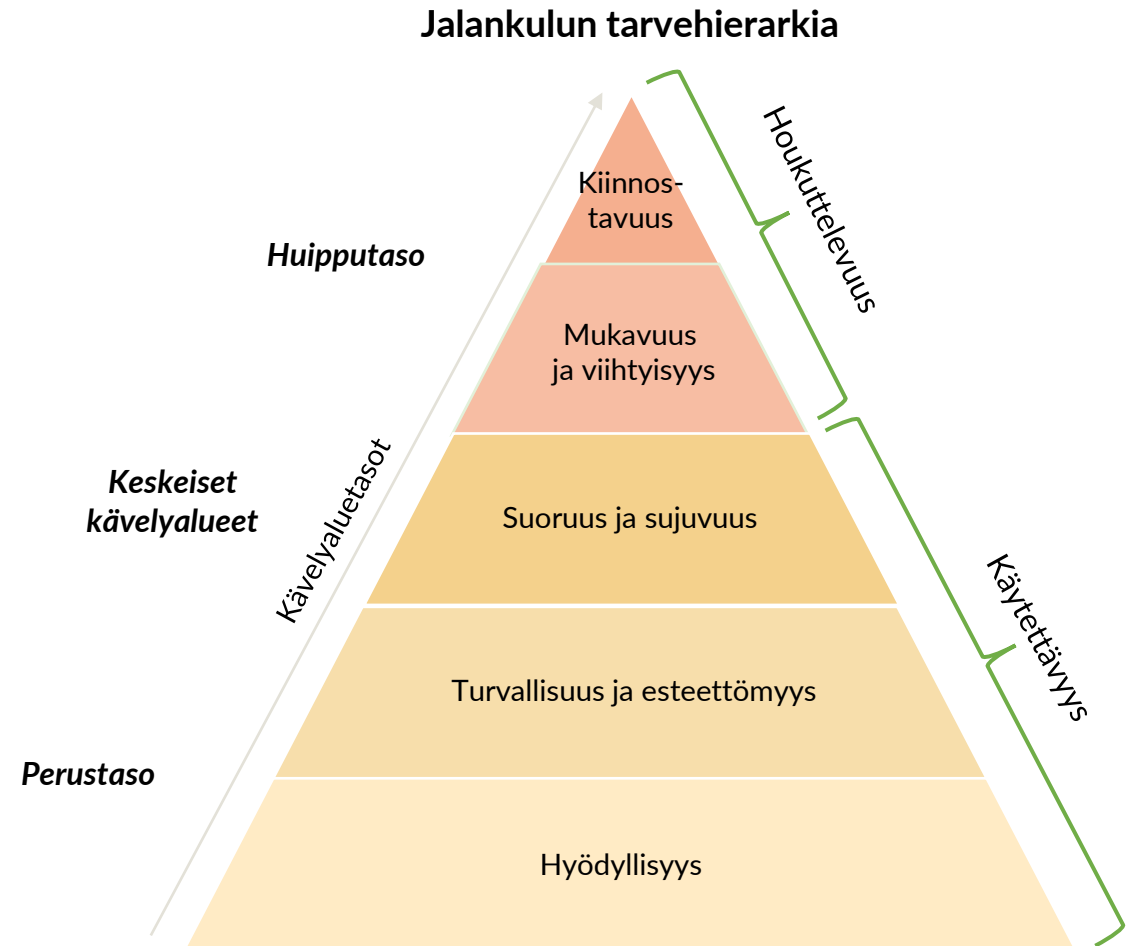 Jalankulun tarvehierarkia
Kiinnos-
tavuus
Houkuttelevuus
Huipputaso
Mukavuus
ja viihtyisyys
Keskeiset
kävelyalueet
Kävelyaluetasot
Suoruus ja sujuvuus
Käytettävyys
Turvallisuus ja esteettömyys
Perustaso
Hyödyllisyys